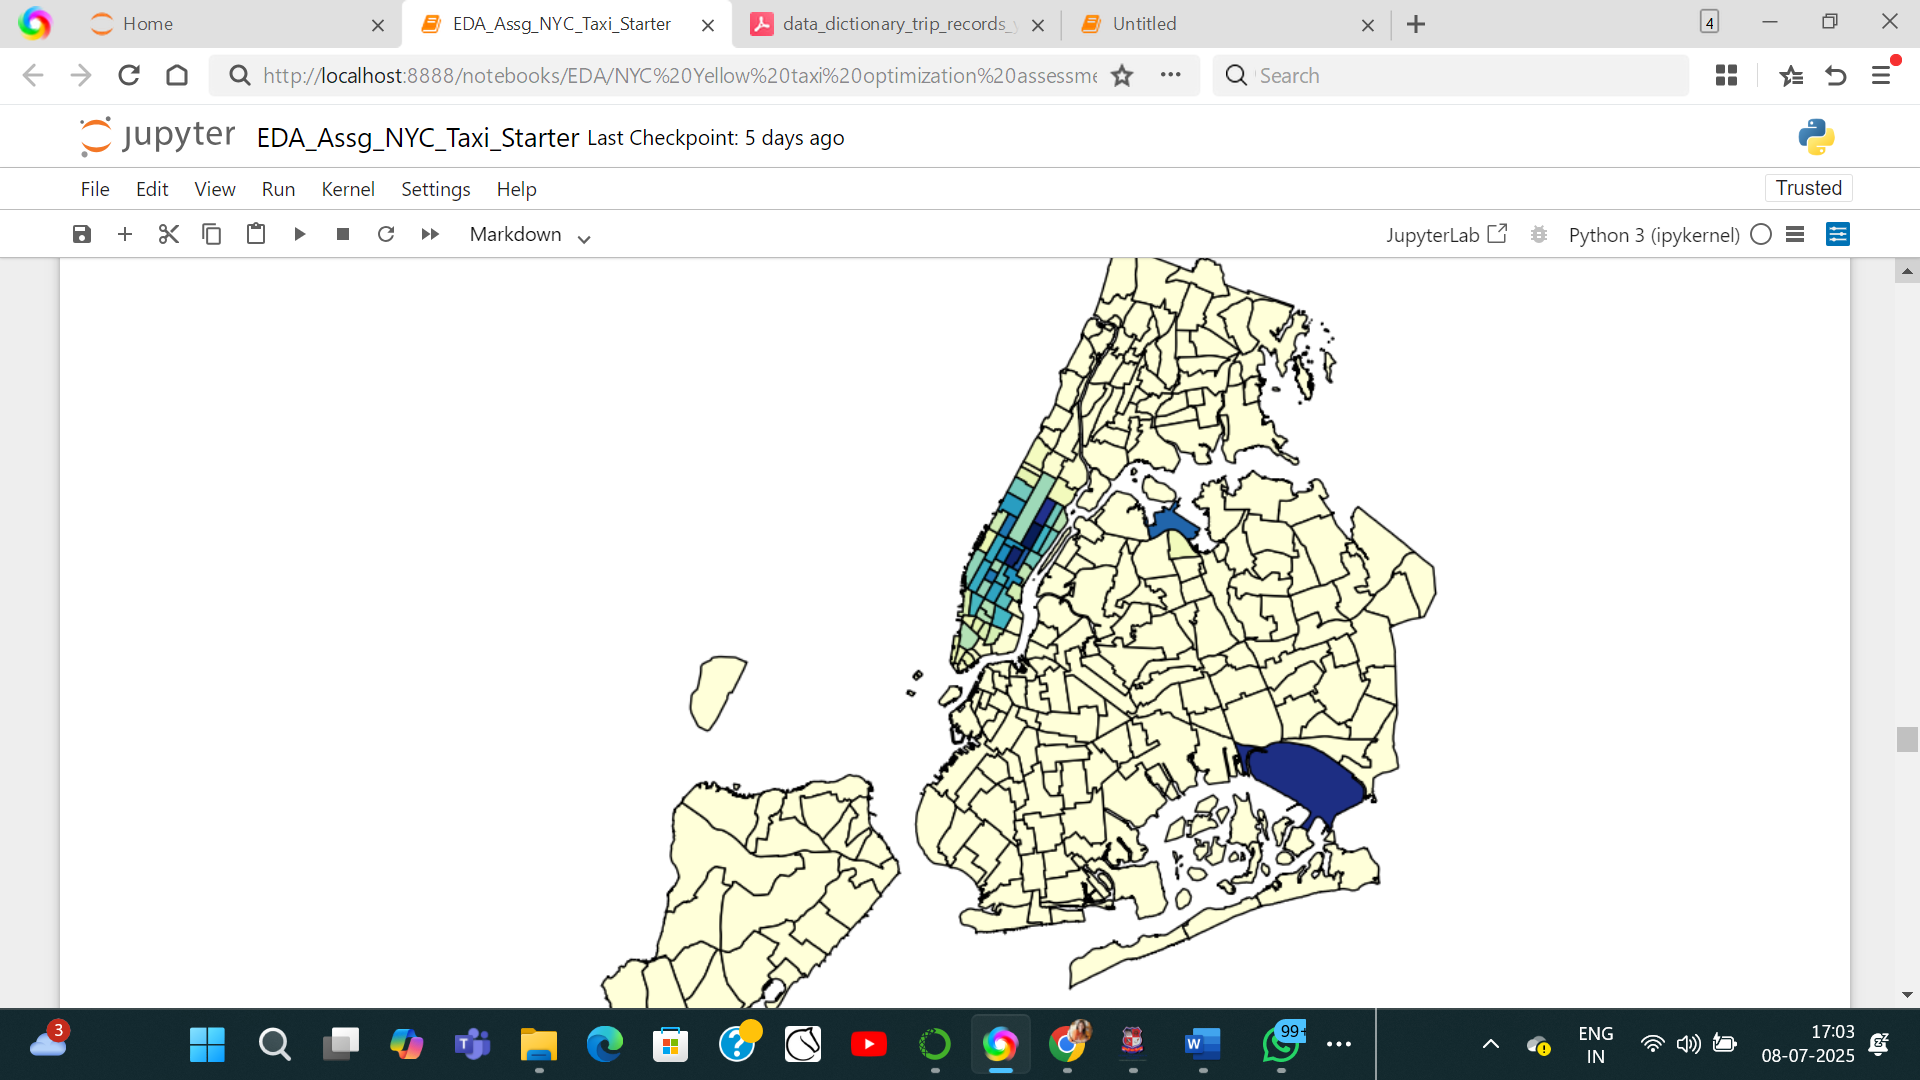 Home
EDA_Assg_NYC_Taxi_Starter
data_dictionary_trip_records_y
Untitled
4
http://localhost:8888/notebooks/EDA/NYC%20Yellow%20taxi%20optimization%20assessme
Search
jupyter EDA_Assg_NYC_Taxi_Starter Last Checkpoint: 5 days ago
File Edit View Run Kernel Settings Help
Trusted
Markdown
JupyterLab
Python 3 (ipykernel)
3
99+
W
ENG
IN
17:03
08-07-2025